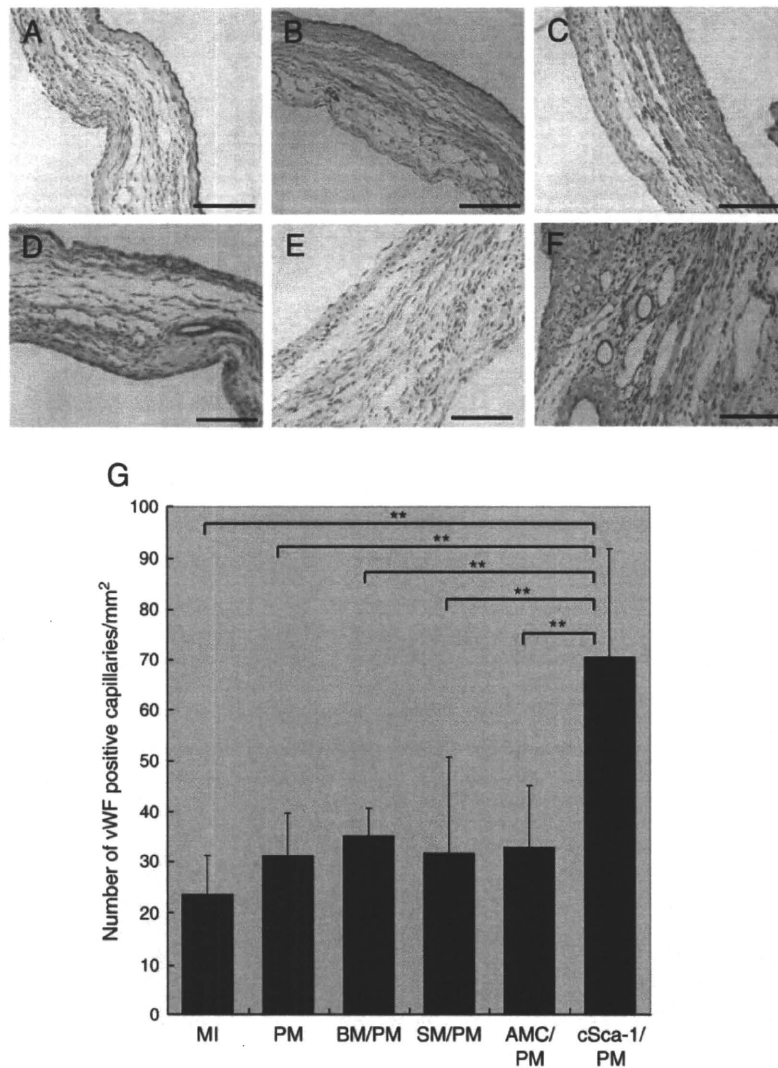 A
B
C
D
E
F
G
Number of vWF positive capillaries/mm²
100
90
80
70
60
50
40
30
20
10
**
**
**
**
**
MI
PM
BM/PM
SM/PM
AMC/
PM
cSca-1/
PM